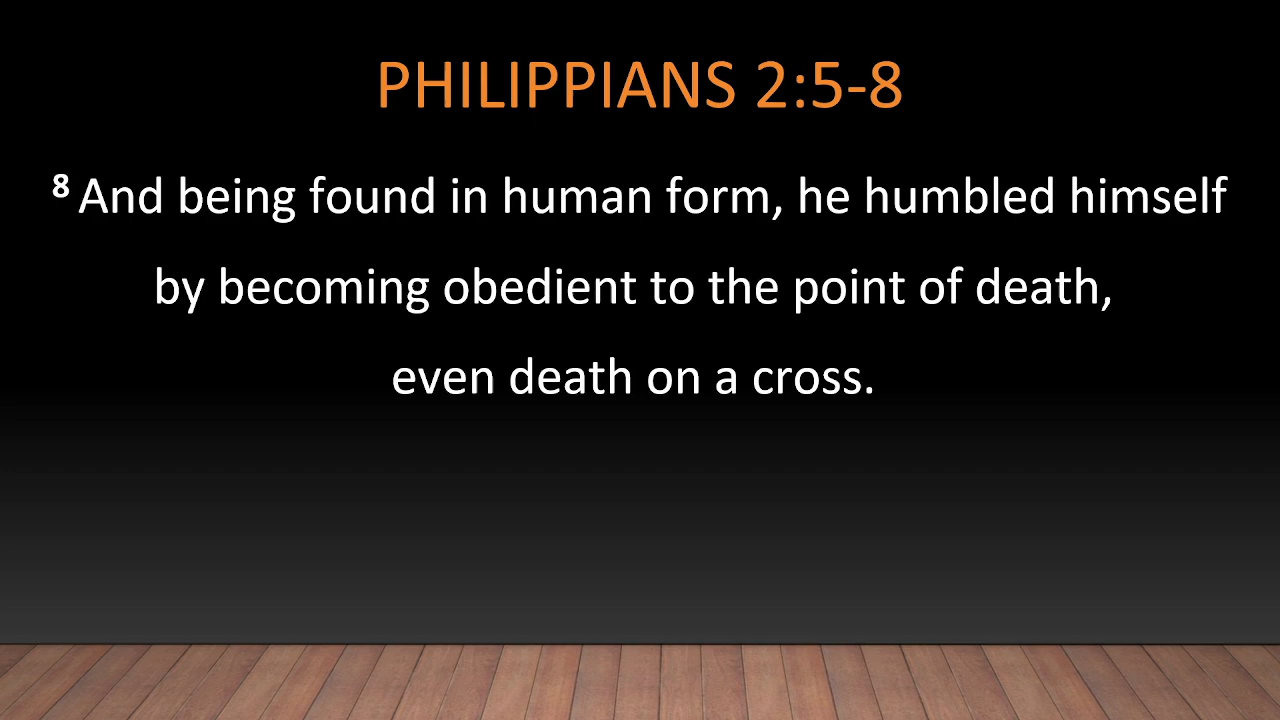 PHILIPPIANS 2:5-8
8 And being found in human form, he humbled himself
by becoming obedient to the point of death,
even death on a cross.